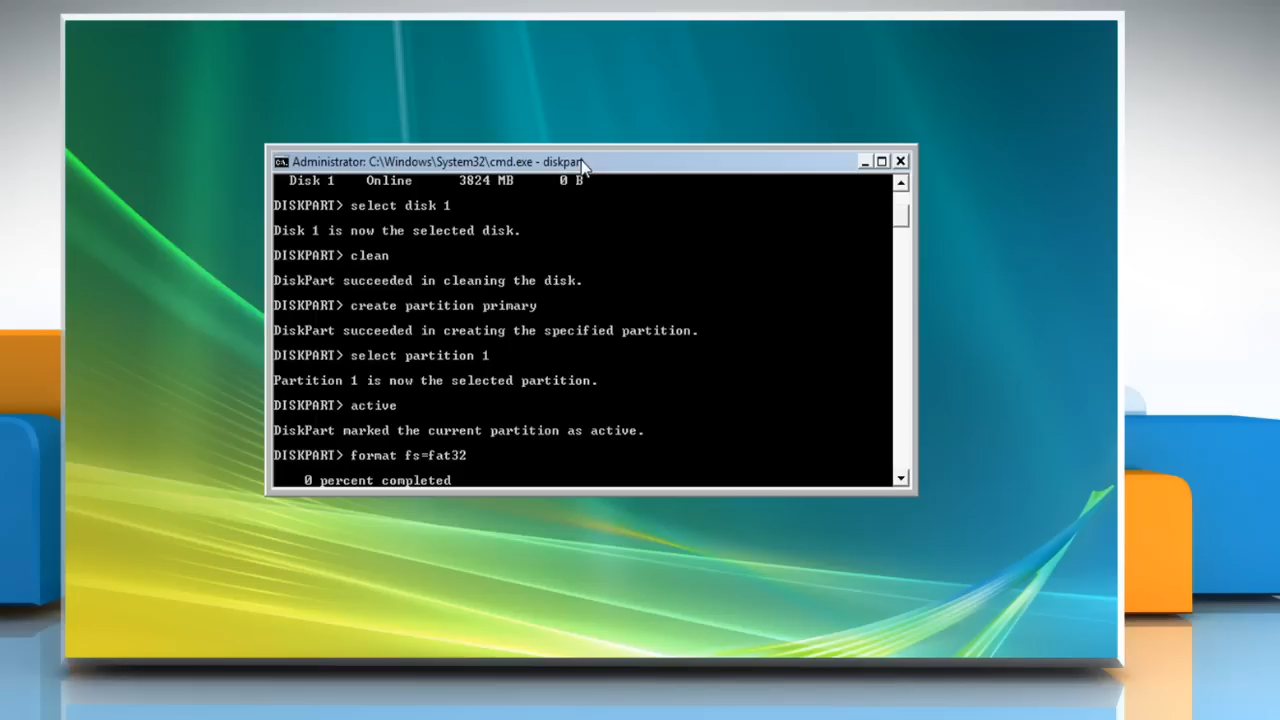 Administrator: C:\Windows\System32\cmd.exe - diskpart
Disk 1 Online 3824 MB 0 B
DISKPART> select disk 1
Disk 1 is now the selected disk.
DISKPART> clean
DiskPart succeeded in cleaning the disk.
DISKPART> create partition primary
DiskPart succeeded in creating the specified partition.
DISKPART> select partition 1
Partition 1 is now the selected partition.
DISKPART> active
DiskPart marked the current partition as active.
DISKPART> format fs=fat32
0 percent completed